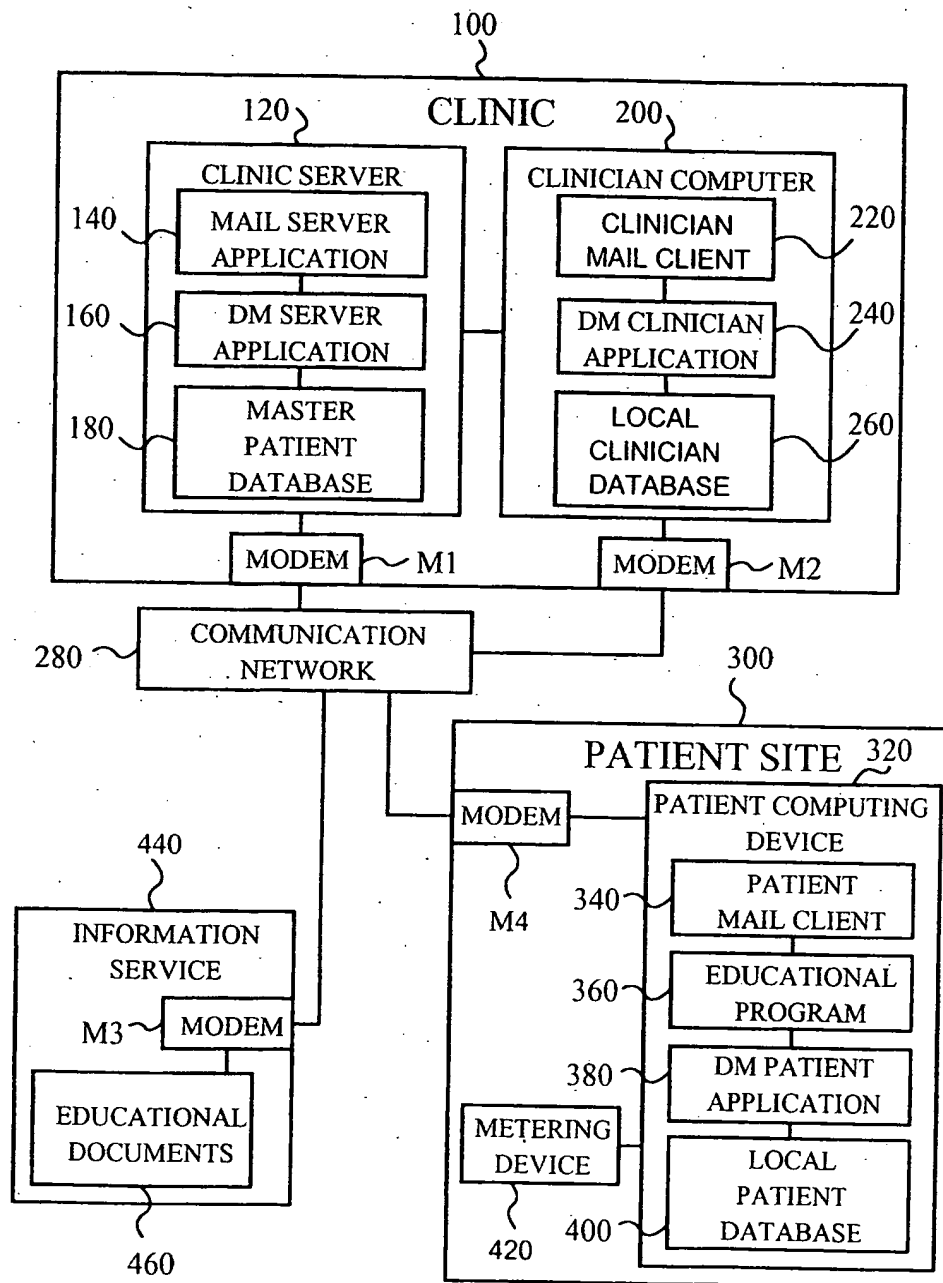 100
CLINIC
120
200
CLINIC SERVER
CLINICIAN COMPUTER
140
MAIL SERVER
APPLICATION
CLINICIAN
MAIL CLIENT
220
160
DM SERVER
APPLICATION
DM CLINICIAN
APPLICATION
240
180
MASTER
PATIENT
DATABASE
LOCAL
CLINICIAN
DATABASE
260
MODEM
M1
MODEM
M2
280
COMMUNICATION
NETWORK
300
PATIENT SITE
320
MODEM
M4
PATIENT COMPUTING
DEVICE
340
PATIENT
MAIL CLIENT
360
EDUCATIONAL
PROGRAM
380
DM PATIENT
APPLICATION
METERING
DEVICE
420
400
LOCAL
PATIENT
DATABASE
440
INFORMATION
SERVICE
M3
MODEM
EDUCATIONAL
DOCUMENTS
460